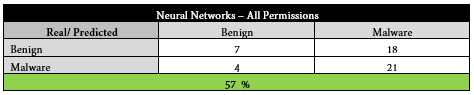 Neural Networks – All Permissions
Real/ Predicted Benign Malware
Benign 7 18
Malware 4 21
57 %